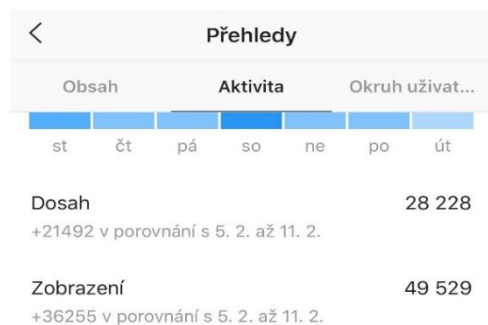 Přehledy
Obsah Aktivita Okruh uživat...
st čt pá so ne po út
Dosah 28 228
+21492 v porovnání s 5. 2. až 11. 2.
Zobrazení 49 529
+36255 v porovnání s 5. 2. až 11. 2.